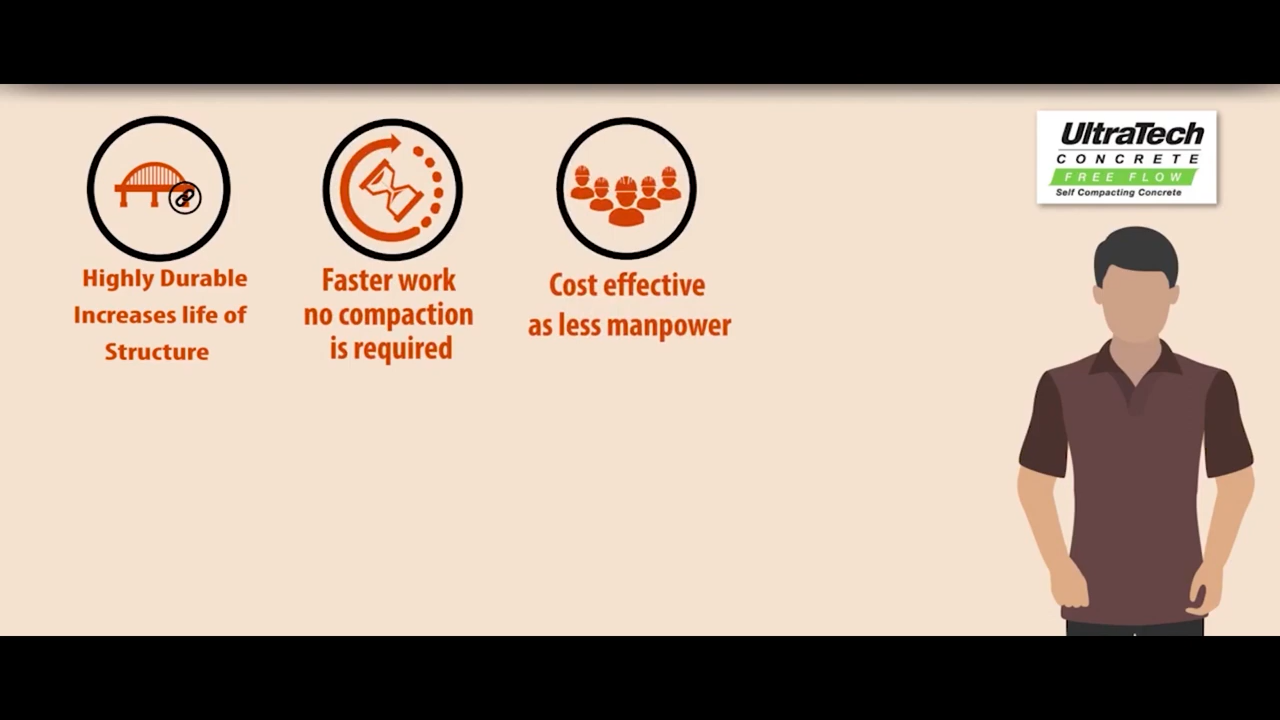 Highly Durable
Increases life of
Structure
Faster work
no compaction
is required
Cost effective
as less manpower
UltraTech
CONCRETE
FREE FLOW
Self Compacting Concrete